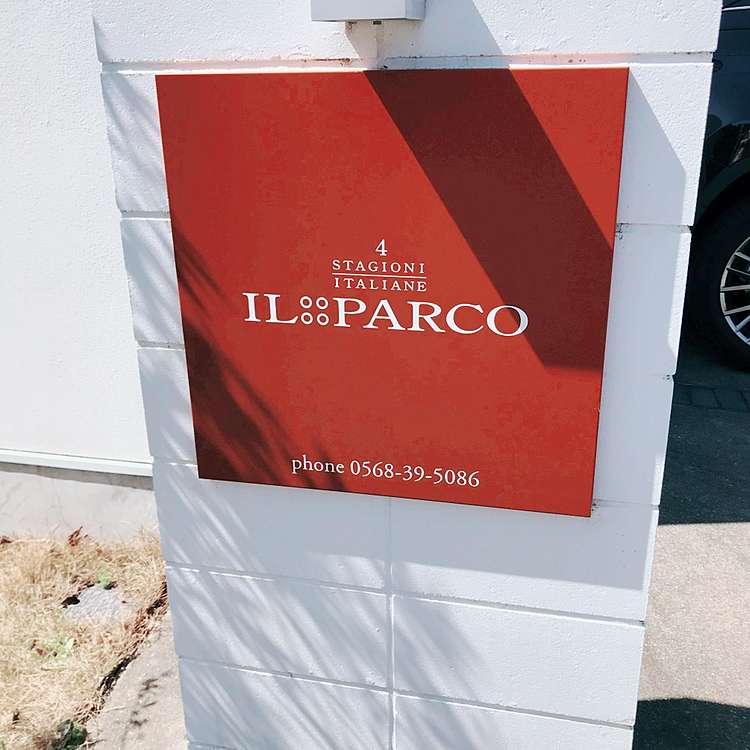 4
STAGIONI
ITALIANE
IL PARCO
phone 0568-39-5086